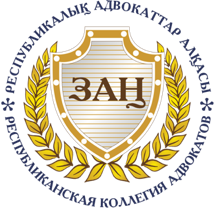 РЕСПУБЛИКАЛЫҚ АДВОКАТТАР АЛҚАСЫ
ЗАҢ
РЕСПУБЛИКАНСКАЯ КОЛЛЕГИЯ АДВОКАТОВ